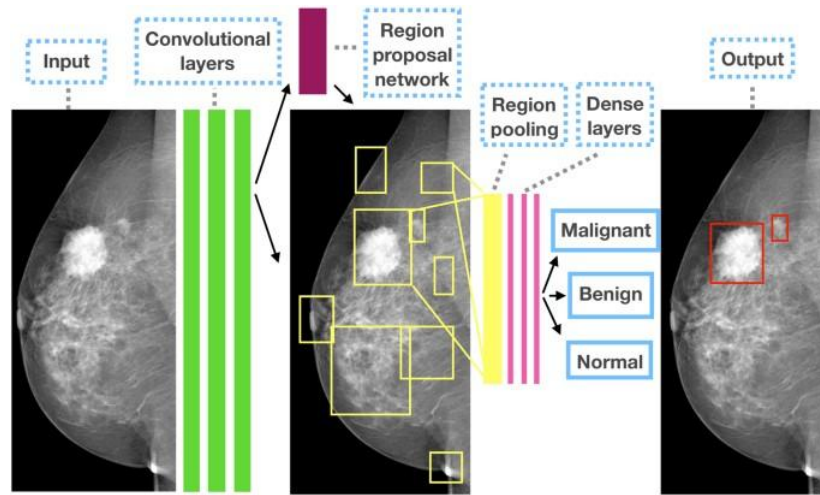 Input
Convolutional
layers
Region
proposal
network
Region
pooling
Dense
layers
Output
Malignant
Benign
Normal